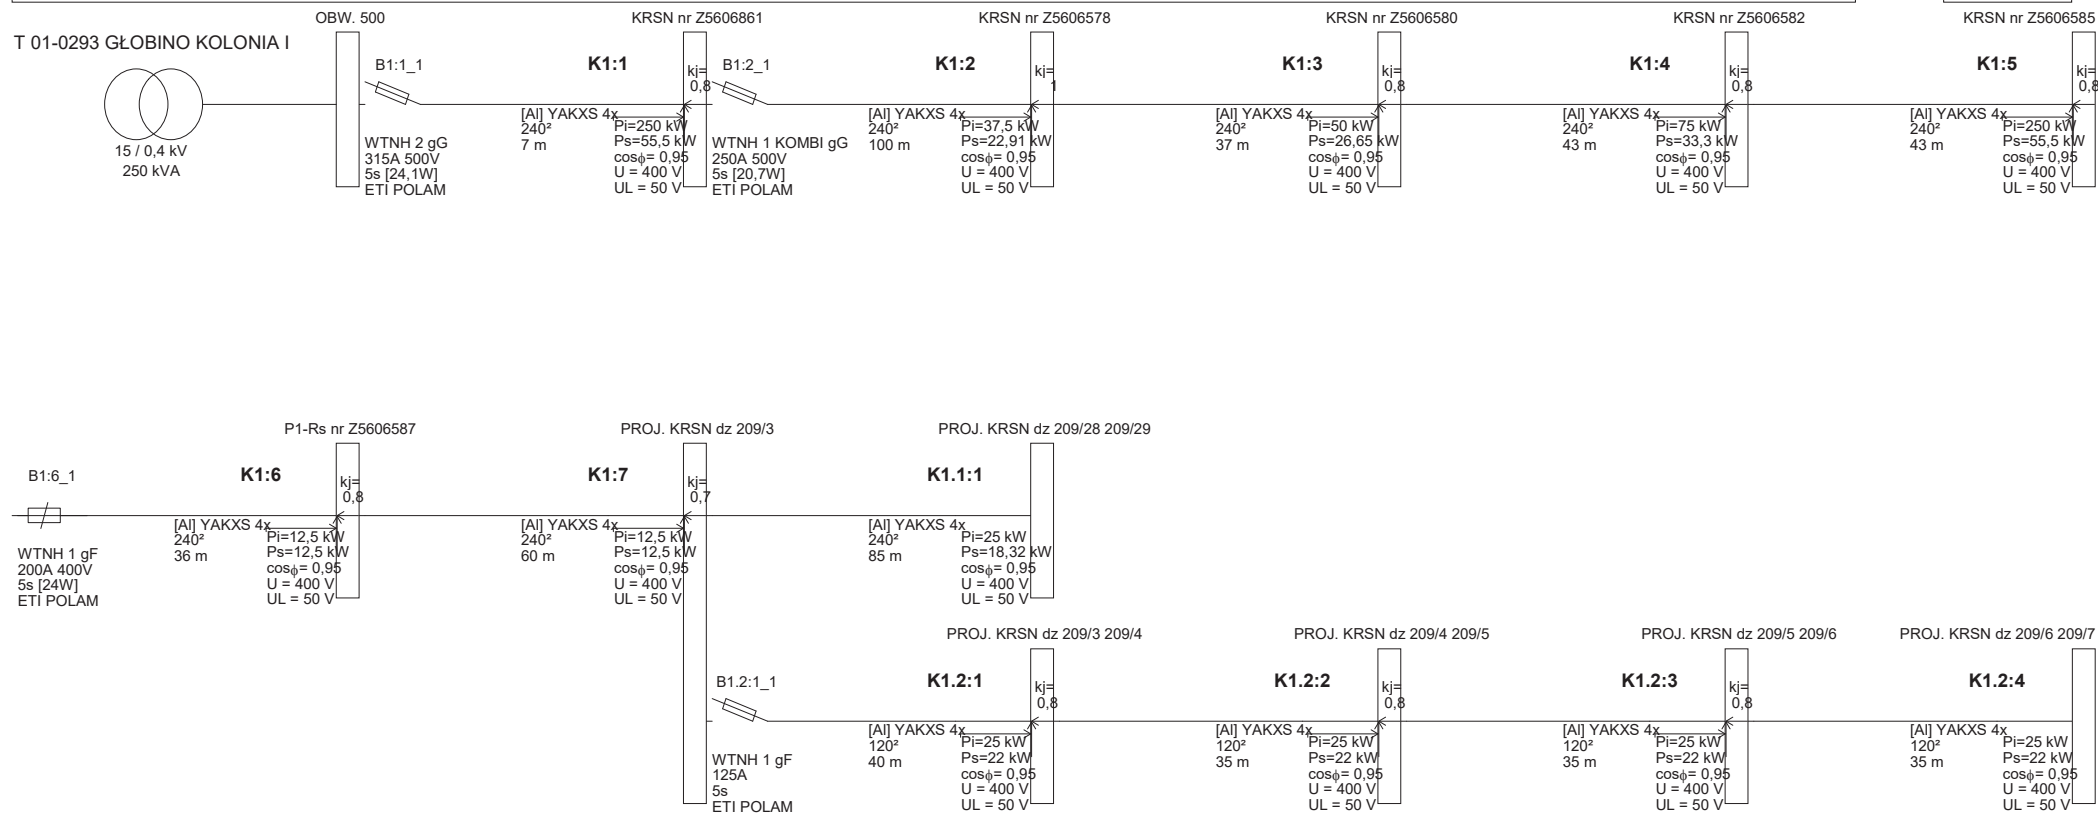 OBW. 500
KRSN nr Z5606861
KRSN nr Z5606578
KRSN nr Z5606580
KRSN nr Z5606582
KRSN nr Z5606585
T 01-0293 GŁOBINO KOLONIA I
15 / 0,4 kV
250 kVA
B1:1_1
WTNH 2 gG
315A 500V
5s [24,1W]
ETI POLAM
K1:1
kj=
0,8
[Al] YAKXS 4x
240²
7 m
Pi=250 kW
Ps=55,5 kW
cosϕ= 0,95
U = 400 V
UL = 50 V
B1:2_1
WTNH 1 KOMBI gG
250A 500V
5s [20,7W]
ETI POLAM
K1:2
kj=
1
[Al] YAKXS 4x
240²
100 m
Pi=37,5 kW
Ps=22,91 kW
cosϕ= 0,95
U = 400 V
UL = 50 V
K1:3
kj=
0,8
[Al] YAKXS 4x
240²
37 m
Pi=50 kW
Ps=26,65 kW
cosϕ= 0,95
U = 400 V
UL = 50 V
K1:4
kj=
0,8
[Al] YAKXS 4x
240²
43 m
Pi=75 kW
Ps=33,3 kW
cosϕ= 0,95
U = 400 V
UL = 50 V
K1:5
kj=
0,8
[Al] YAKXS 4x
240²
43 m
Pi=250 kW
Ps=55,5 kW
cosϕ= 0,95
U = 400 V
UL = 50 V
P1-Rs nr Z5606587
PROJ. KRSN dz 209/3
PROJ. KRSN dz 209/28 209/29
B1:6_1
WTNH 1 gF
200A 400V
5s [24W]
ETI POLAM
K1:6
kj=
0,8
[Al] YAKXS 4x
240²
36 m
Pi=12,5 kW
Ps=12,5 kW
cosϕ= 0,95
U = 400 V
UL = 50 V
K1:7
kj=
0,7
[Al] YAKXS 4x
240²
60 m
Pi=12,5 kW
Ps=12,5 kW
cosϕ= 0,95
U = 400 V
UL = 50 V
K1.1:1
[Al] YAKXS 4x
240²
85 m
Pi=25 kW
Ps=18,32 kW
cosϕ= 0,95
U = 400 V
UL = 50 V
PROJ. KRSN dz 209/3 209/4
PROJ. KRSN dz 209/4 209/5
PROJ. KRSN dz 209/5 209/6
PROJ. KRSN dz 209/6 209/7
B1.2:1_1
WTNH 1 gF
125A
5s
ETI POLAM
K1.2:1
kj=
0,8
[Al] YAKXS 4x
120²
40 m
Pi=25 kW
Ps=22 kW
cosϕ= 0,95
U = 400 V
UL = 50 V
K1.2:2
kj=
0,8
[Al] YAKXS 4x
120²
35 m
Pi=25 kW
Ps=22 kW
cosϕ= 0,95
U = 400 V
UL = 50 V
K1.2:3
kj=
0,8
[Al] YAKXS 4x
120²
35 m
Pi=25 kW
Ps=22 kW
cosϕ= 0,95
U = 400 V
UL = 50 V
K1.2:4
[Al] YAKXS 4x
120²
35 m
Pi=25 kW
Ps=22 kW
cosϕ= 0,95
U = 400 V
UL = 50 V